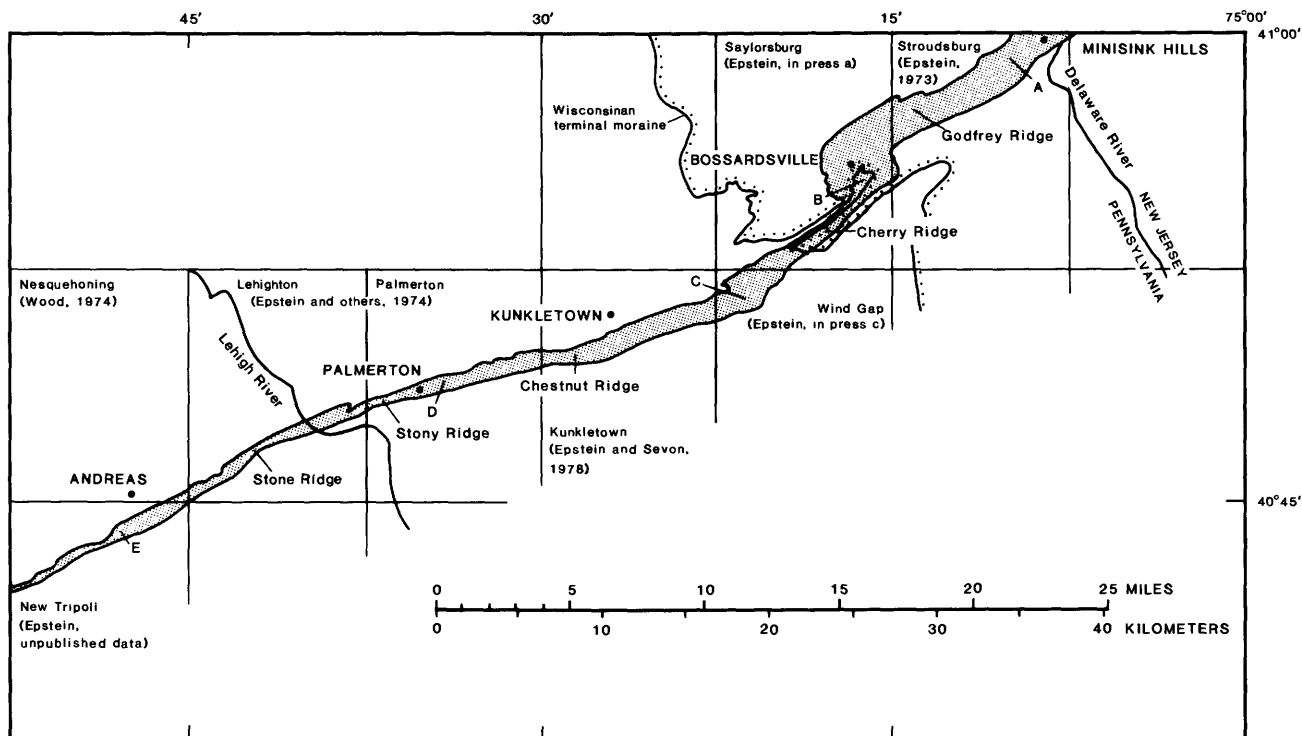 45′
30′
15′
75°00′
41°00′
Saylorsburg
(Epstein, in press a)
Stroudsburg
(Epstein,
1973)
MINISINK HILLS
A
Delaware River
Wisconsinan
terminal moraine
Godfrey Ridge
BOSSARDSVILLE
B
NEW JERSEY
PENNSYLVANIA
Cherry Ridge
Nesquehoning
(Wood, 1974)
Lehighton
Palmerton
(Epstein and others, 1974)
C
Wind Gap
(Epstein, in press c)
KUNKLETOWN
Lehigh River
PALMERTON
Chestnut Ridge
D
Stony Ridge
Kunkletown
(Epstein and Sevon,
1978)
Stone Ridge
ANDREAS
40°45′
E
0 5 10 15 20 25 MILES
0 10 20 30 40 KILOMETERS
New Tripoli
(Epstein,
unpublished data)